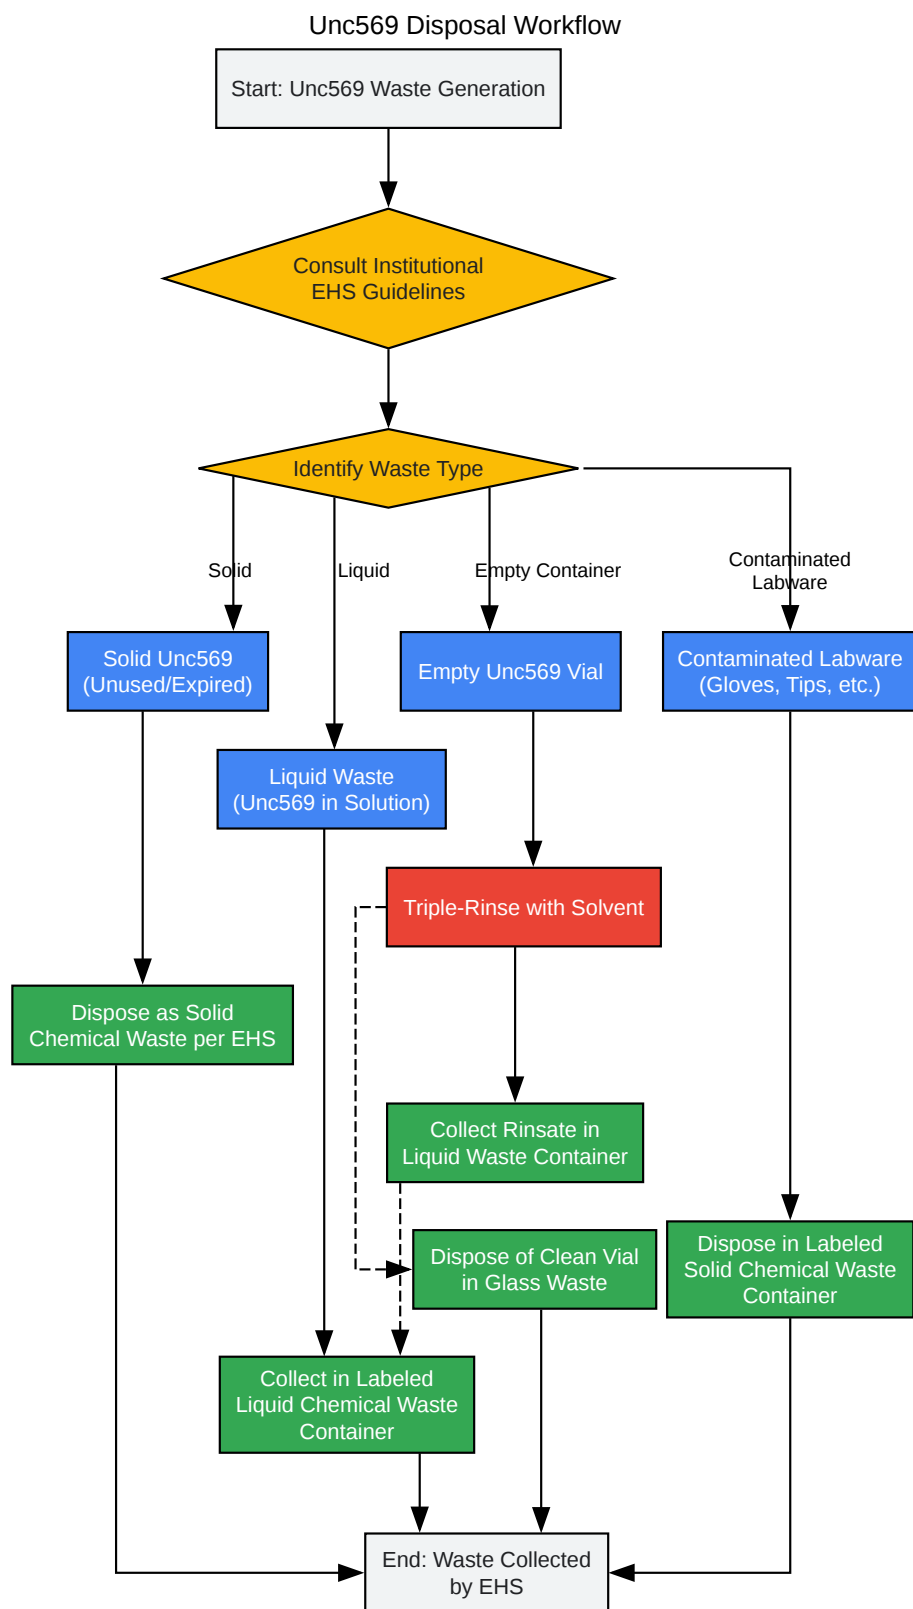 Unc569 Disposal Workflow
Start: Unc569 Waste Generation
Consult Institutional
EHS Guidelines
Identify Waste Type
Solid
Liquid
Empty Container
Contaminated
Labware
Solid Unc569
(Unused/Expired)
Empty Unc569 Vial
Contaminated Labware
(Gloves, Tips, etc.)
Liquid Waste
(Unc569 in Solution)
Triple-Rinse with Solvent
Dispose as Solid
Chemical Waste per EHS
Collect Rinsate in
Liquid Waste Container
Dispose of Clean Vial
in Glass Waste
Dispose in Labeled
Solid Chemical Waste
Container
Collect in Labeled
Liquid Chemical Waste
Container
End: Waste Collected
by EHS